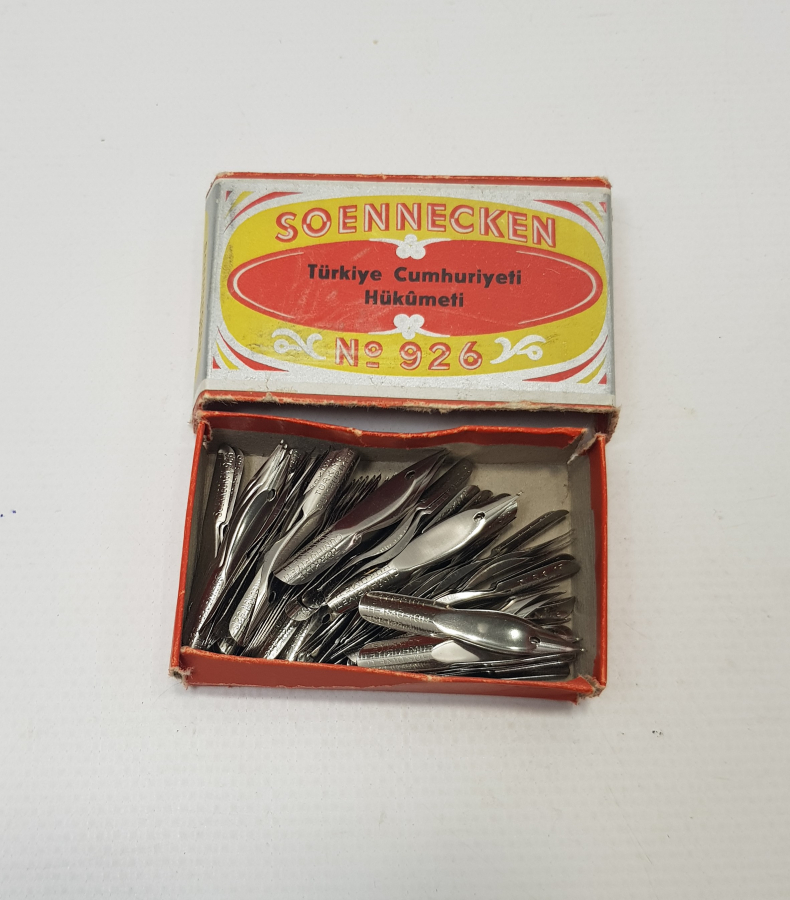 SOENNECKEN
Türkiye Cumhuriyeti
Hükûmeti
Nº 926